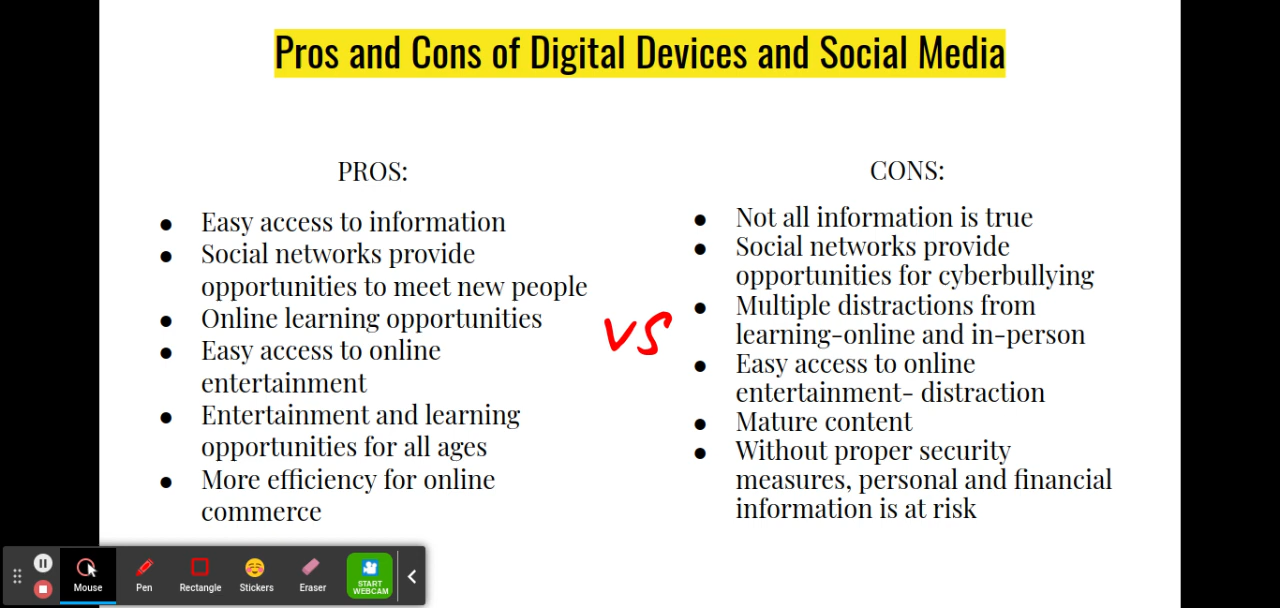 Pros and Cons of Digital Devices and Social Media
PROS:
● Easy access to information
● Social networks provide
opportunities to meet new people
● Online learning opportunities
● Easy access to online
entertainment
● Entertainment and learning
opportunities for all ages
● More efficiency for online
commerce
vs
CONS:
● Not all information is true
● Social networks provide
opportunities for cyberbullying
● Multiple distractions from
learning-online and in-person
● Easy access to online
entertainment- distraction
● Mature content
● Without proper security
measures, personal and financial
information is at risk
Mouse
Pen
Rectangle
Stickers
Eraser
START
WEBCAM